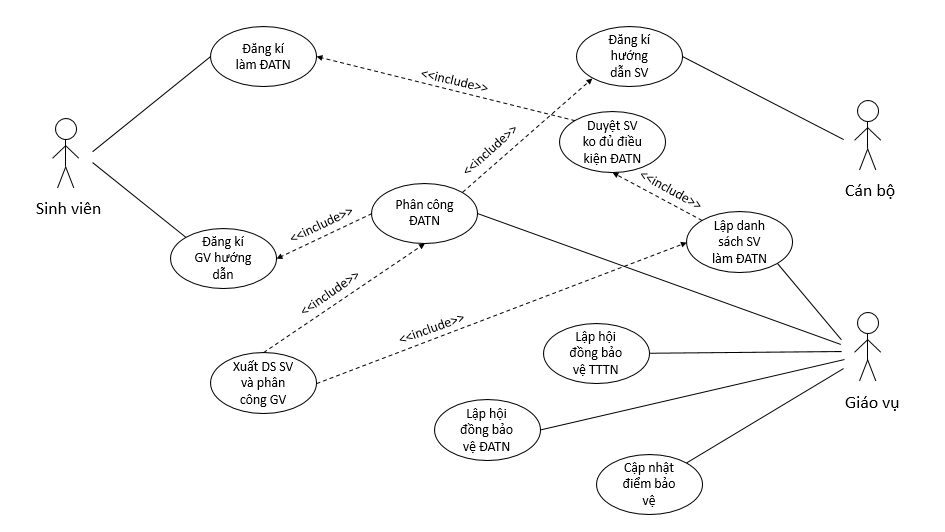 Đăng kí
làm ĐATN
Đăng kí
hướng
dẫn SV
<<include>>
Duyệt SV
ko đủ điều
kiện ĐATN
<<include>>
<<include>>
Sinh viên
Cán bộ
Phân công
ĐATN
<<include>>
Lập danh
sách SV
làm ĐATN
Đăng kí
GV hướng
dẫn
<<include>>
<<include>>
Lập hội
đồng bảo
vệ TTTN
Xuất DS SV
và phân
công GV
Giáo vụ
Lập hội
đồng bảo
vệ ĐATN
Cập nhật
điểm bảo
vệ